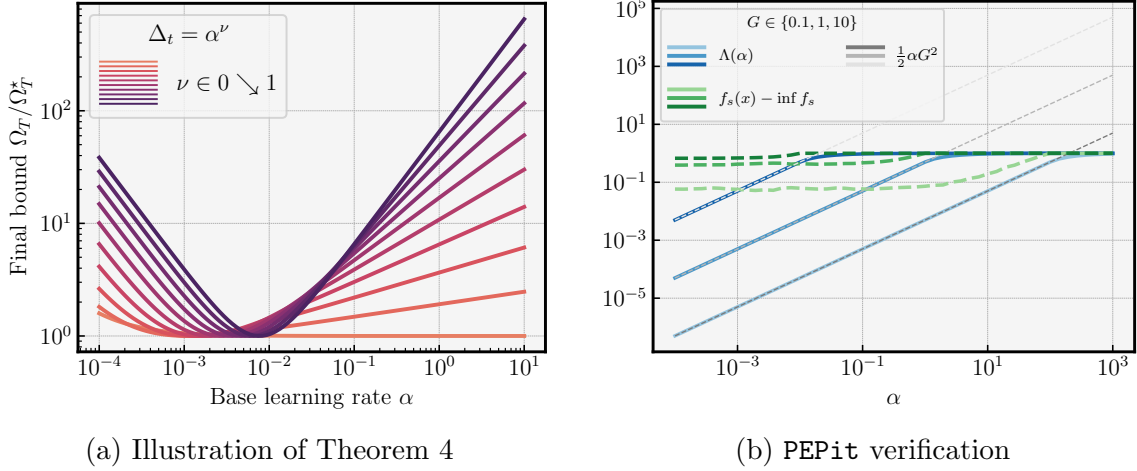 Final bound Ω_T/Ω_T^⋆
10^2
10^1
10^0
Δ_t = α^ν
ν ∈ 0 ↘ 1
10^{−4} 10^{−3} 10^{−2} 10^{−1} 10^0 10^1
Base learning rate α
(a) Illustration of Theorem 4
10^5
10^3
10^1
10^{−1}
10^{−3}
10^{−5}
G ∈ {0.1, 1, 10}
Λ(α) ½αG^2
f_s(x) − inf f_s
10^{−3} 10^{−1} 10^1 10^3
α
(b) PEPit verification